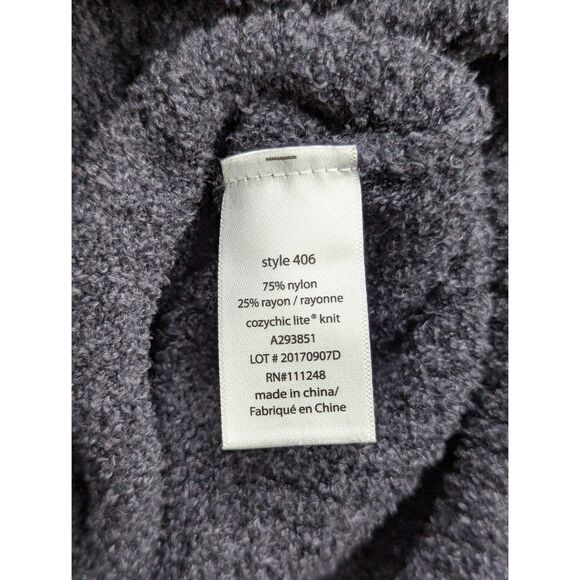 style 406
75% nylon
25% rayon / rayonne
cozychic lite® knit
A293851
LOT # 20170907D
RN#111248
made in china/
Fabriqué en Chine